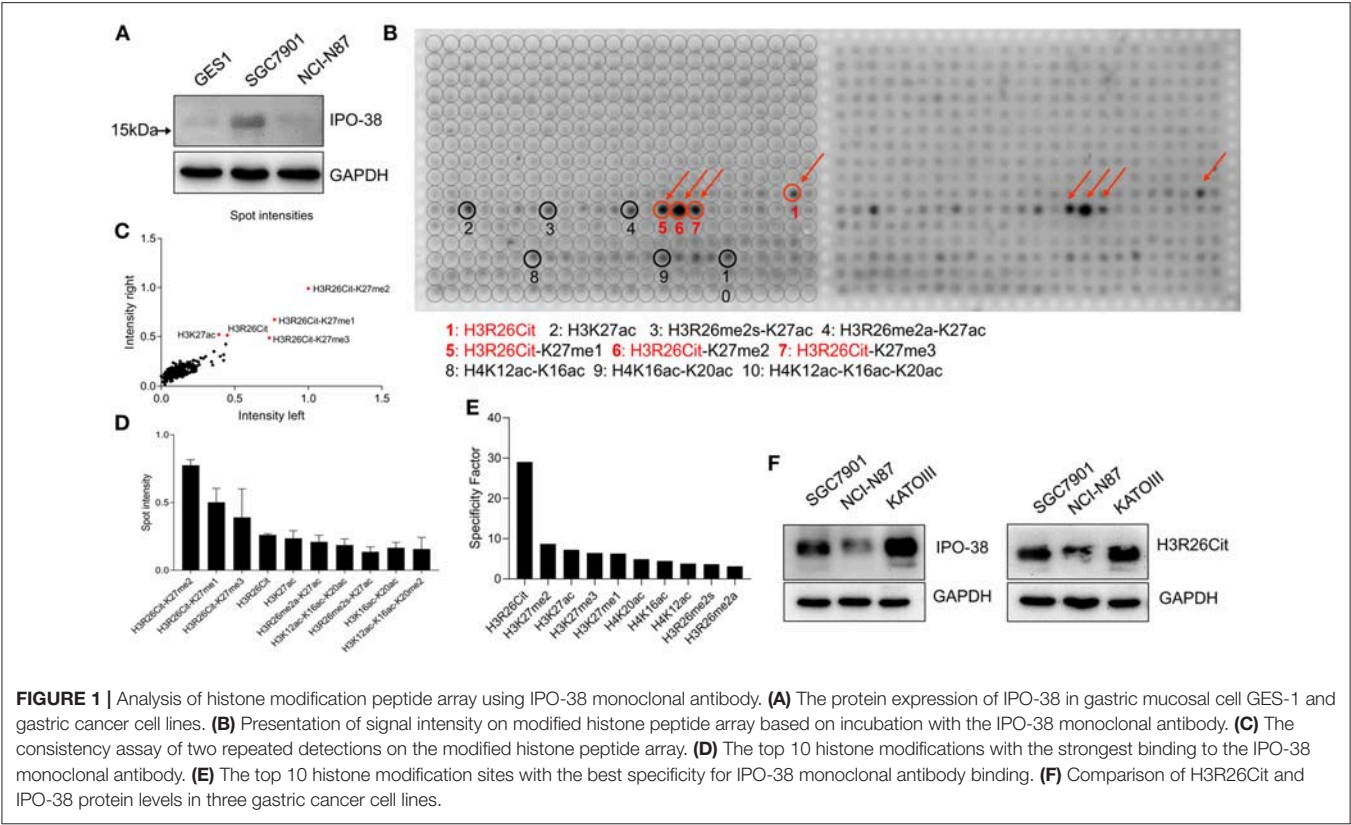 A
GES1
SGC7901
NCI-N87
15kDa
IPO-38
GAPDH
B
1
2
3
4
5
6
7
8
9
1
0
1: H3R26Cit 2: H3K27ac 3: H3R26me2s-K27ac 4: H3R26me2a-K27ac
5: H3R26Cit-K27me1 6: H3R26Cit-K27me2 7: H3R26Cit-K27me3
8: H4K12ac-K16ac 9: H4K16ac-K20ac 10: H4K12ac-K16ac-K20ac
C
Spot intensities
Intensity right
1.5
1.0
0.5
0.0
0.0
0.5
1.0
1.5
Intensity left
H3R26Cit-K27me2
H3R26Cit-K27me1
H3K27ac
H3R26Cit
H3R26Cit-K27me3
D
Spot intensity
1.0
0.5
0.0
H3R26Cit-K27me2
H3R26Cit-K27me1
H3R26Cit-K27me3
H3R26Cit
H3K27ac
H3R26me2a-K27ac
H3K12ac-K16ac-K20ac
H3R26me2s-K27ac
H3K16ac-K20ac
H3K12ac-K16ac-K20me2
E
Specificity Factor
40
30
20
10
0
H3R26Cit
H3K27me2
H3K27ac
H3K27me3
H3K27me1
H4K20ac
H4K16ac
H4K12ac
H3R26me2s
H3R26me2a
F
SGC7901
NCI-N87
KATOIII
IPO-38
GAPDH
SGC7901
NCI-N87
KATOIII
H3R26Cit
GAPDH
FIGURE 1 | Analysis of histone modification peptide array using IPO-38 monoclonal antibody. (A) The protein expression of IPO-38 in gastric mucosal cell GES-1 and
gastric cancer cell lines. (B) Presentation of signal intensity on modified histone peptide array based on incubation with the IPO-38 monoclonal antibody. (C) The
consistency assay of two repeated detections on the modified histone peptide array. (D) The top 10 histone modifications with the strongest binding to the IPO-38
monoclonal antibody. (E) The top 10 histone modification sites with the best specificity for IPO-38 monoclonal antibody binding. (F) Comparison of H3R26Cit and
IPO-38 protein levels in three gastric cancer cell lines.